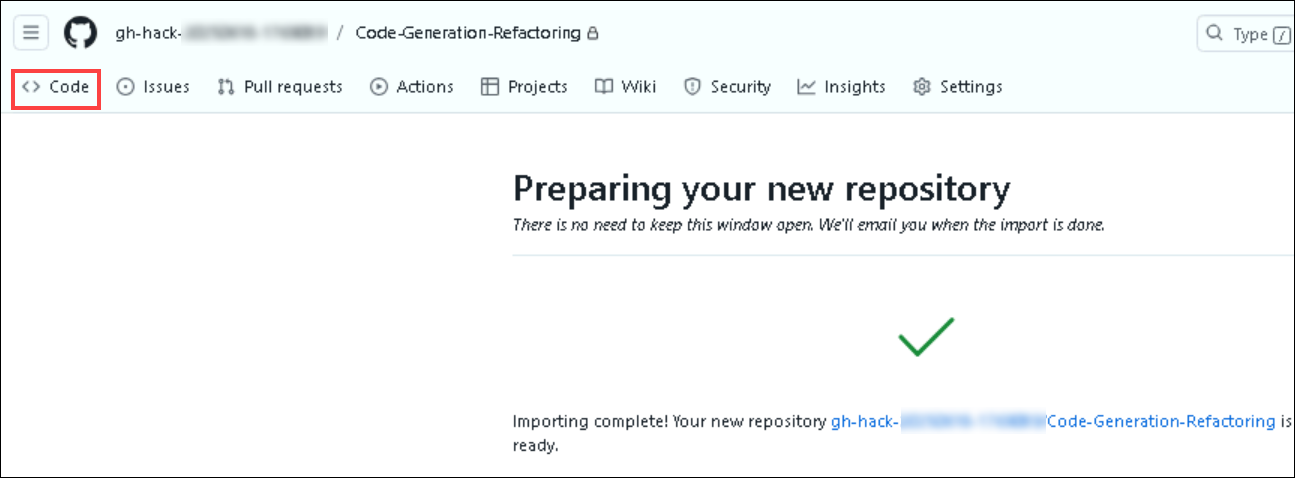 gh-hack- / Code-Generation-Refactoring
Type /
Code Issues Pull requests Actions Projects Wiki Security Insights Settings
Preparing your new repository
There is no need to keep this window open. We'll email you when the import is done.
Importing complete! Your new repository gh-hack- /Code-Generation-Refactoring is
ready.